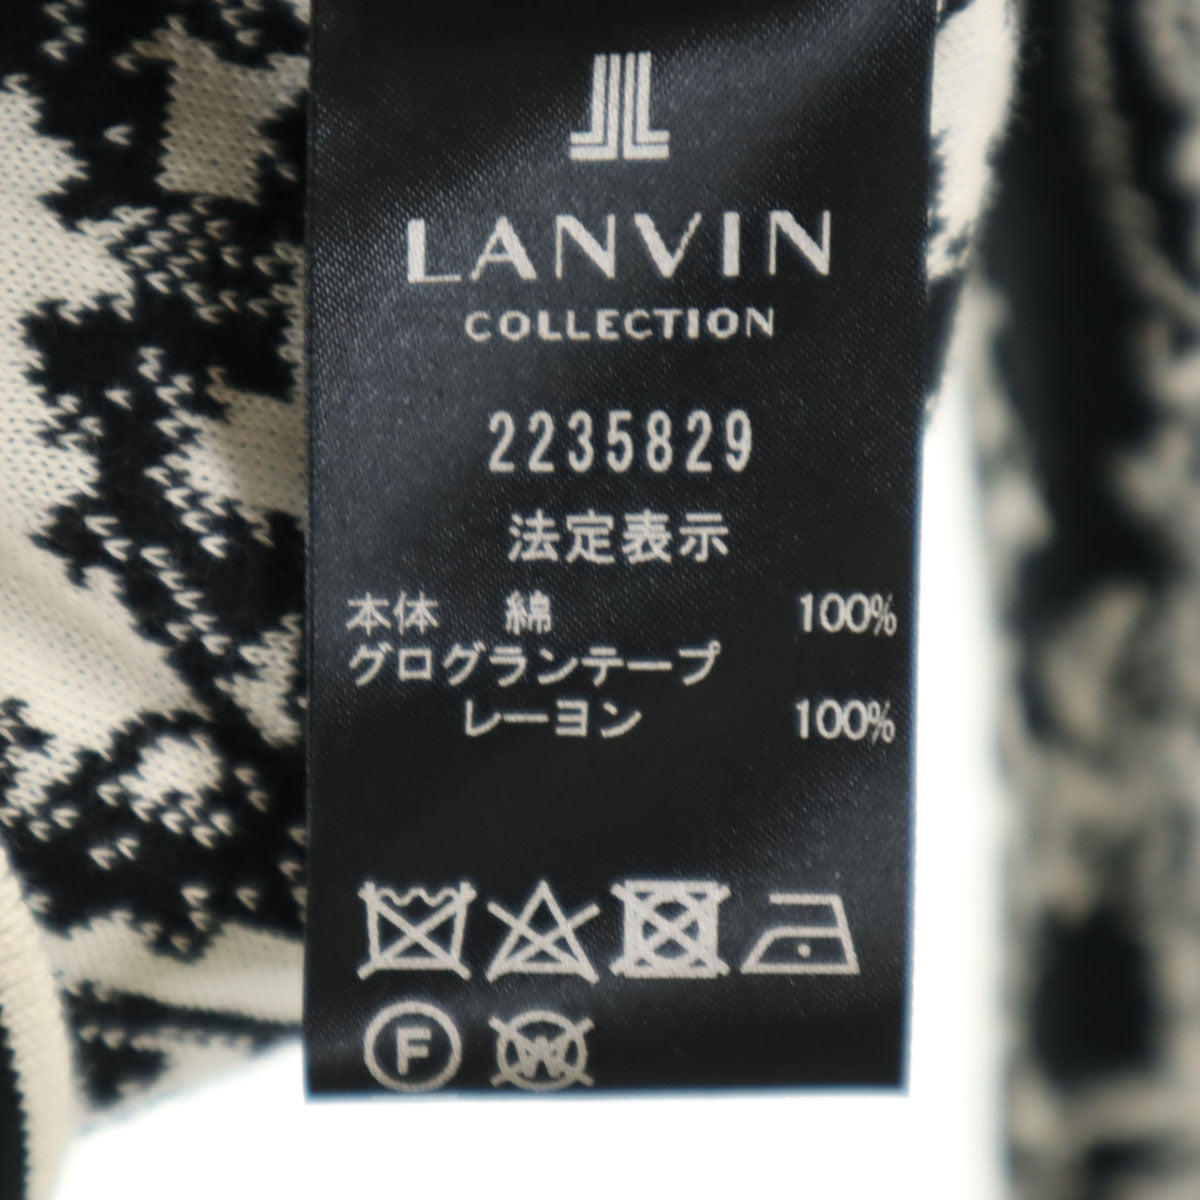 LANVIN
COLLECTION
2235829
法定表示
本体 綿 100%
グログランテープ
レーヨン 100%
F
W